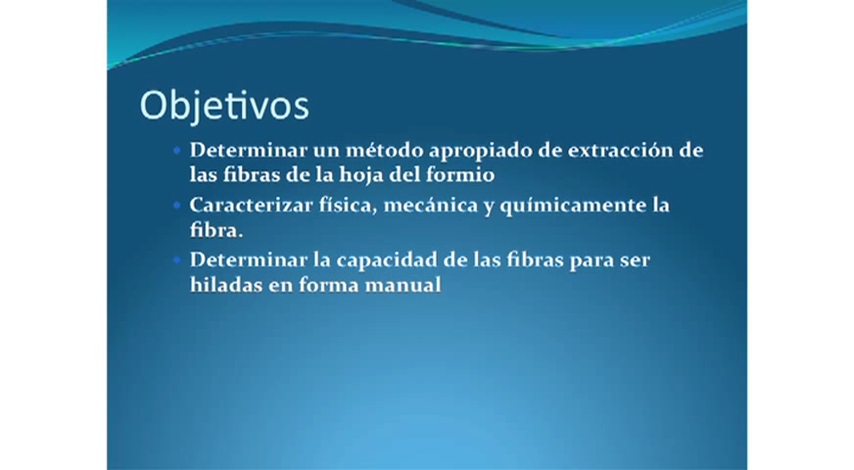 Objetivos
Determinar un método apropiado de extracción de
las fibras de la hoja del formio
Caracterizar física, mecánica y químicamente la
fibra.
Determinar la capacidad de las fibras para ser
hiladas en forma manual